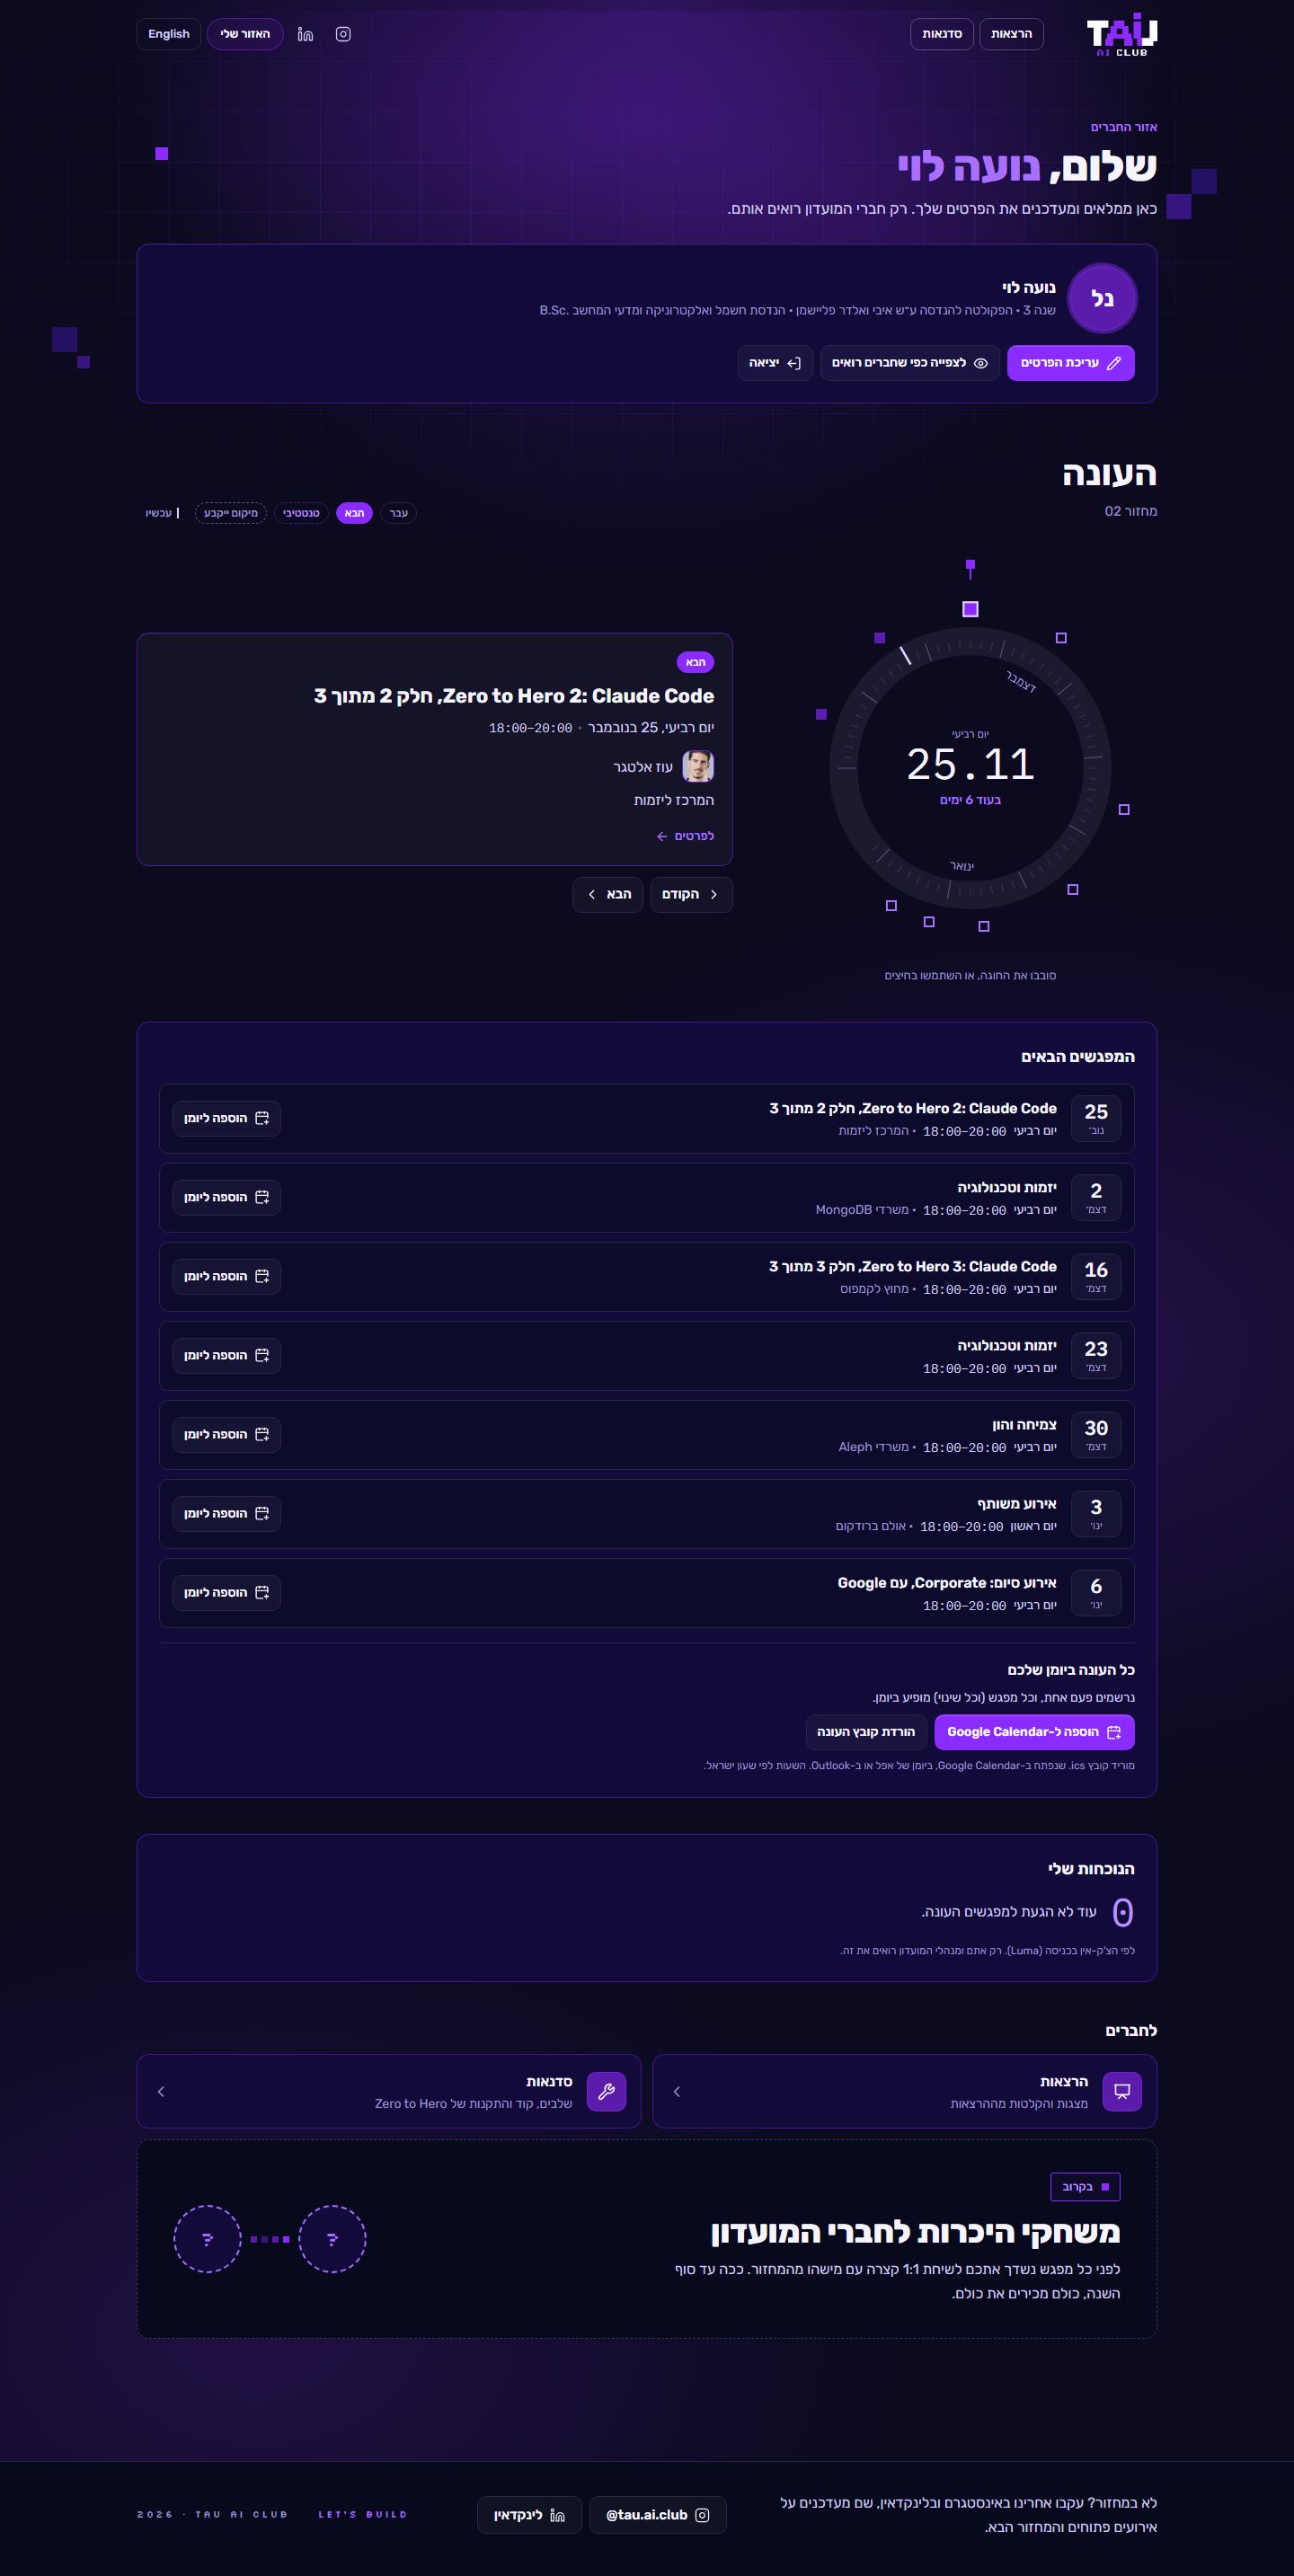 TAU
AI CLUB
הרצאות
סדנאות
האזור שלי
English
אזור החברים
שלום, נועה לוי
כאן ממלאים ומעדכנים את הפרטים שלך. רק חברי המועדון רואים אותם.
נל
נועה לוי
שנה 3 • הפקולטה להנדסה ע״ש איבי ואלדר פליישמן • הנדסת חשמל ואלקטרוניקה ומדעי המחשב B.Sc.
עריכת הפרטים
לצפייה כפי שחברים רואים
יציאה
העונה
מחזור 02
עבר
הבא
טנטטיבי
מיקום ייקבע
עכשיו
דצמבר
יום רביעי
25.11
בעוד 6 ימים
ינואר
סובבו את החוגה, או השתמשו בחיצים
הבא
Zero to Hero 2: Claude Code, חלק 2 מתוך 3
יום רביעי, 25 בנובמבר • 18:00–20:00
עוז אלטגר
המרכז ליזמות
לפרטים
הקודם
הבא
המפגשים הבאים
25
נוב׳
Zero to Hero 2: Claude Code, חלק 2 מתוך 3
יום רביעי 18:00–20:00 • המרכז ליזמות
הוספה ליומן
2
דצמ׳
יזמות וטכנולוגיה
יום רביעי 18:00–20:00 • משרדי MongoDB
הוספה ליומן
16
דצמ׳
Zero to Hero 3: Claude Code, חלק 3 מתוך 3
יום רביעי 18:00–20:00 • מחוץ לקמפוס
הוספה ליומן
23
דצמ׳
יזמות וטכנולוגיה
יום רביעי 18:00–20:00
הוספה ליומן
30
דצמ׳
צמיחה והון
יום רביעי 18:00–20:00 • משרדי Aleph
הוספה ליומן
3
ינו׳
אירוע משותף
יום ראשון 18:00–20:00 • אולם ברודקום
הוספה ליומן
6
ינו׳
אירוע סיום: Corporate, עם Google
יום רביעי 18:00–20:00
הוספה ליומן
כל העונה ביומן שלכם
נרשמים פעם אחת, וכל מפגש (וכל שינוי) מופיע ביומן.
הוספה ל-Google Calendar
הורדת קובץ העונה
מוריד קובץ ics. שנפתח ב-Google Calendar, ביומן של אפל או ב-Outlook. השעות לפי שעון ישראל.
הנוכחות שלי
0
עוד לא הגעת למפגשים העונה.
לפי הצ'ק-אין בכניסה (Luma). רק אתם ומנהלי המועדון רואים את זה.
לחברים
הרצאות
מצגות והקלטות מההרצאות
סדנאות
שלבים, קוד והתקנות של Zero to Hero
בקרוב
משחקי היכרות לחברי המועדון
לפני כל מפגש נשדך אתכם לשיחת 1:1 קצרה עם מישהו מהמחזור. ככה עד סוף
השנה, כולם מכירים את כולם.
?
?
לא במחזור? עקבו אחרינו באינסטגרם ובלינקדאין, שם מעדכנים על
אירועים פתוחים והמחזור הבא.
@tau.ai.club
לינקדאין
LET'S BUILD
2026 · TAU AI CLUB